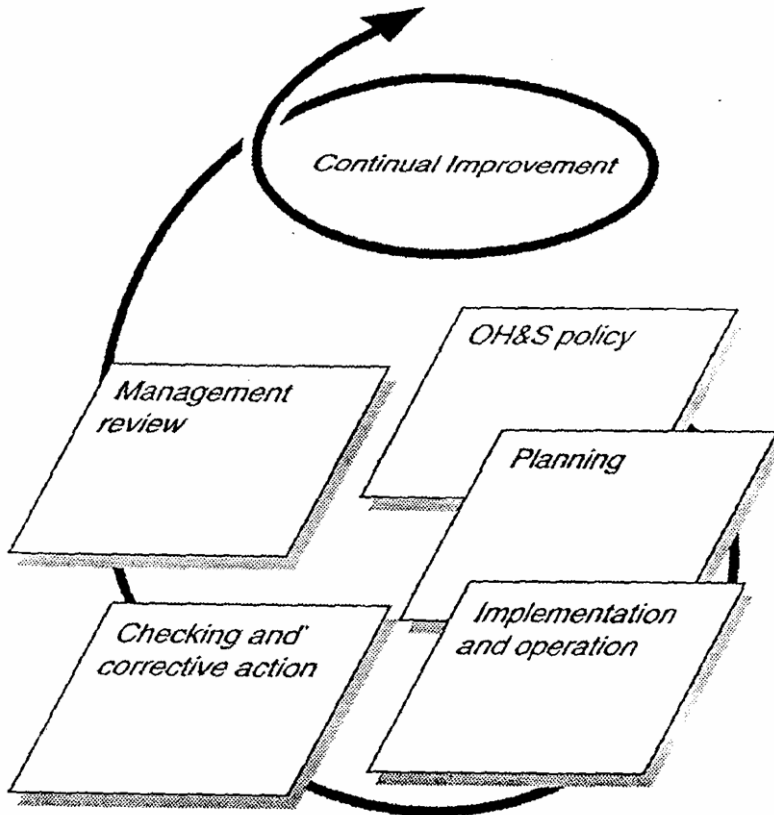 Continual Improvement
OH&S policy
Management
review
Planning
Implementation
and operation
Checking and
corrective action